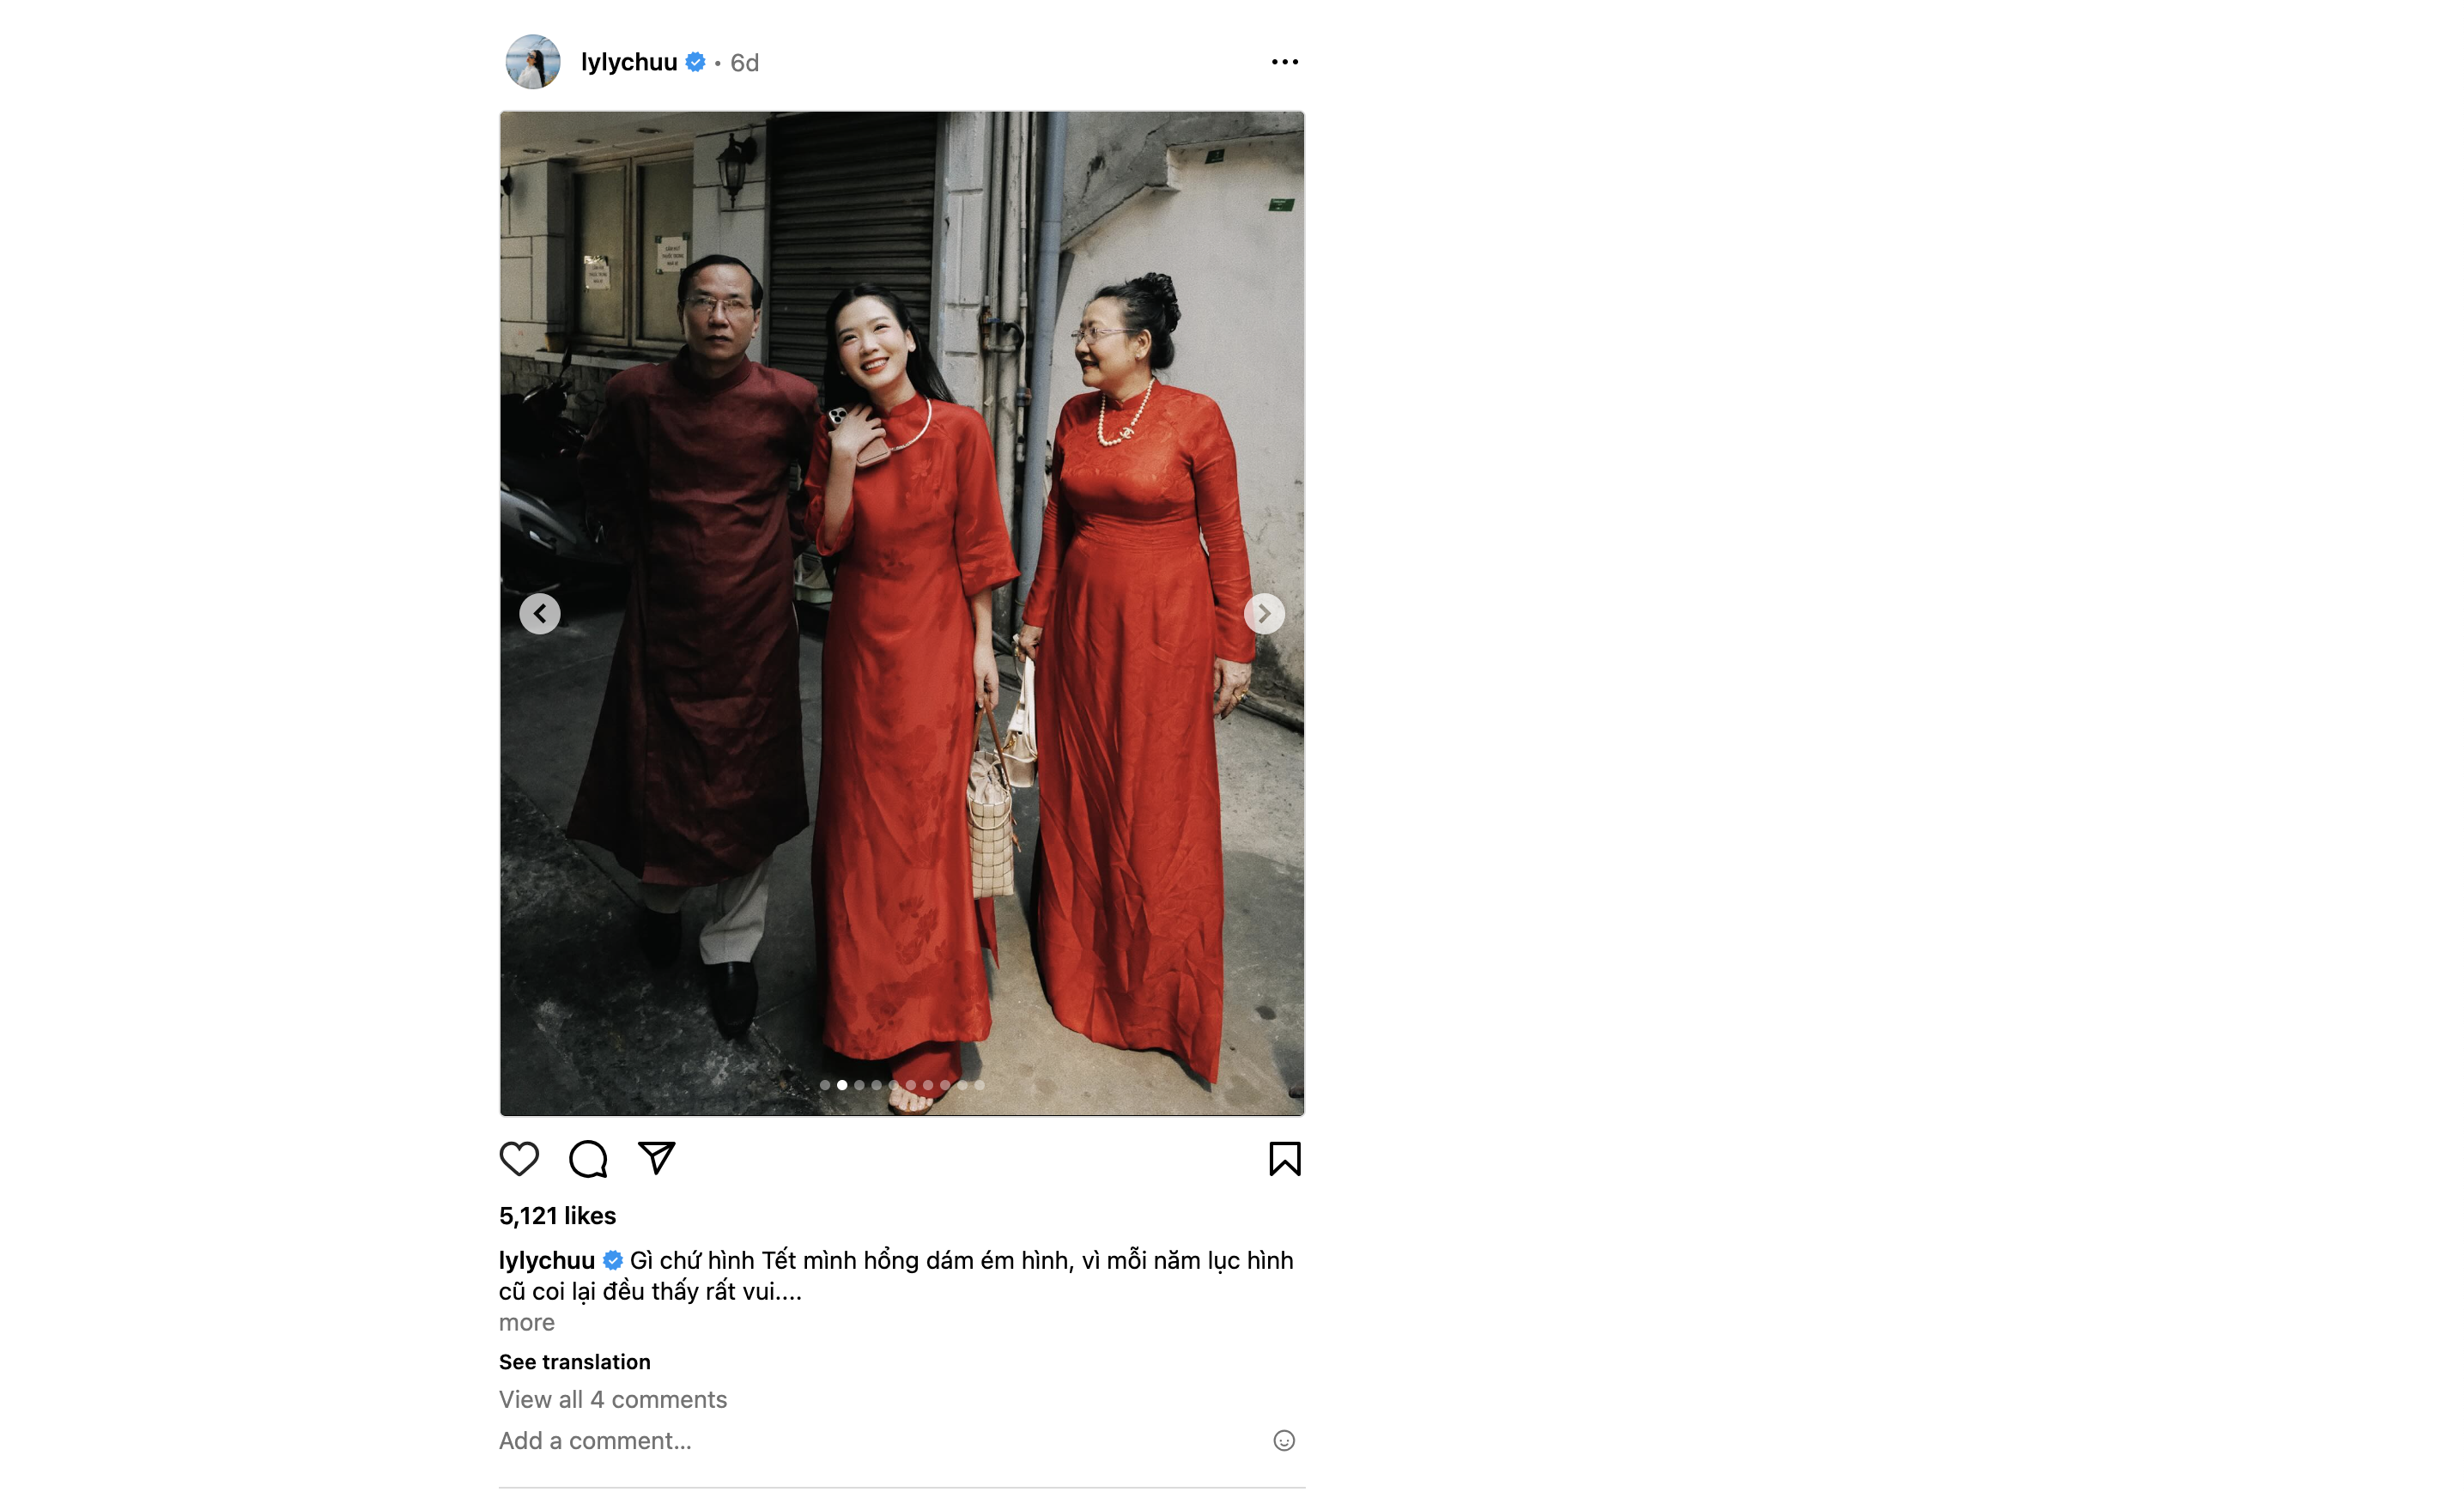 lylychuu • 6d
5,121 likes
lylychuu Gì chứ hình Tết mình hổng dám ém hình, vì mỗi năm lục hình
cũ coi lại đều thấy rất vui....
more
See translation
View all 4 comments
Add a comment...